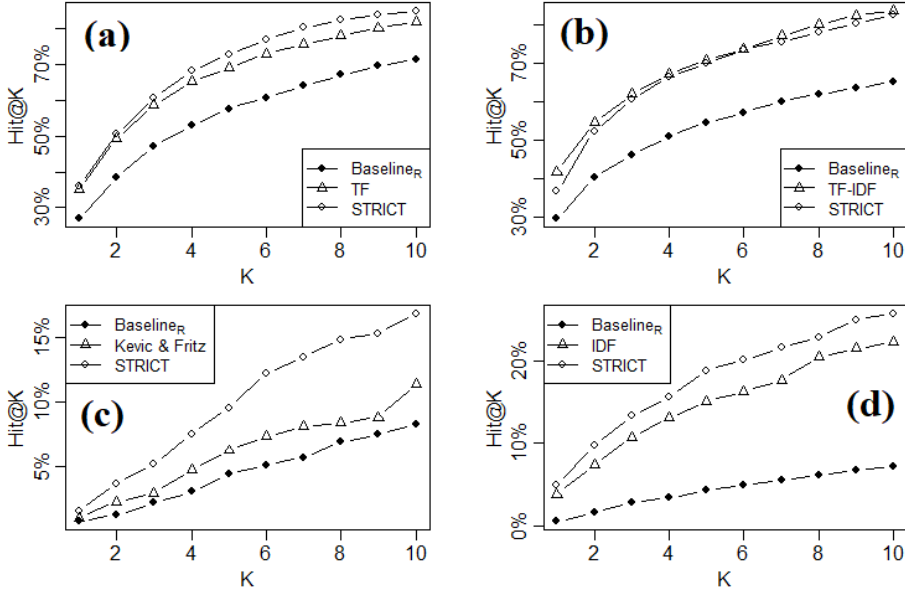 (a)
Hit@K
70%
50%
30%
Baseline_R
TF
STRICT
2 4 6 8 10
K
(b)
Hit@K
70%
50%
30%
Baseline_R
TF-IDF
STRICT
2 4 6 8 10
K
Baseline_R
Kevic & Fritz
STRICT
(c)
Hit@K
15%
10%
5%
2 4 6 8 10
K
Baseline_R
IDF
STRICT
(d)
Hit@K
20%
10%
0%
2 4 6 8 10
K